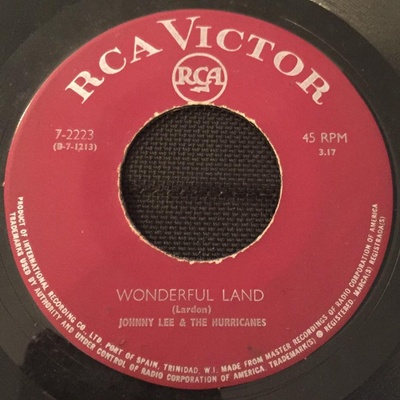 RCA VICTOR
RCA
7-2223
(B-7-1213)
45 RPM
3.17
WONDERFUL LAND
(Lardon)
JOHNNY LEE & THE HURRICANES
PRODUCT OF INTERNATIONAL RECORDING CO., LTD., PORT OF SPAIN, TRINIDAD, W.I. MADE FROM MASTER RECORDINGS OF RADIO CORPORATION OF AMERICA
TRADEMARKS USED BY AUTHORITY AND UNDER CONTROL OF RADIO CORPORATION OF AMERICA. TRADEMARK(S) ® REGISTERED. MARCA(S) REGISTRADA(S)